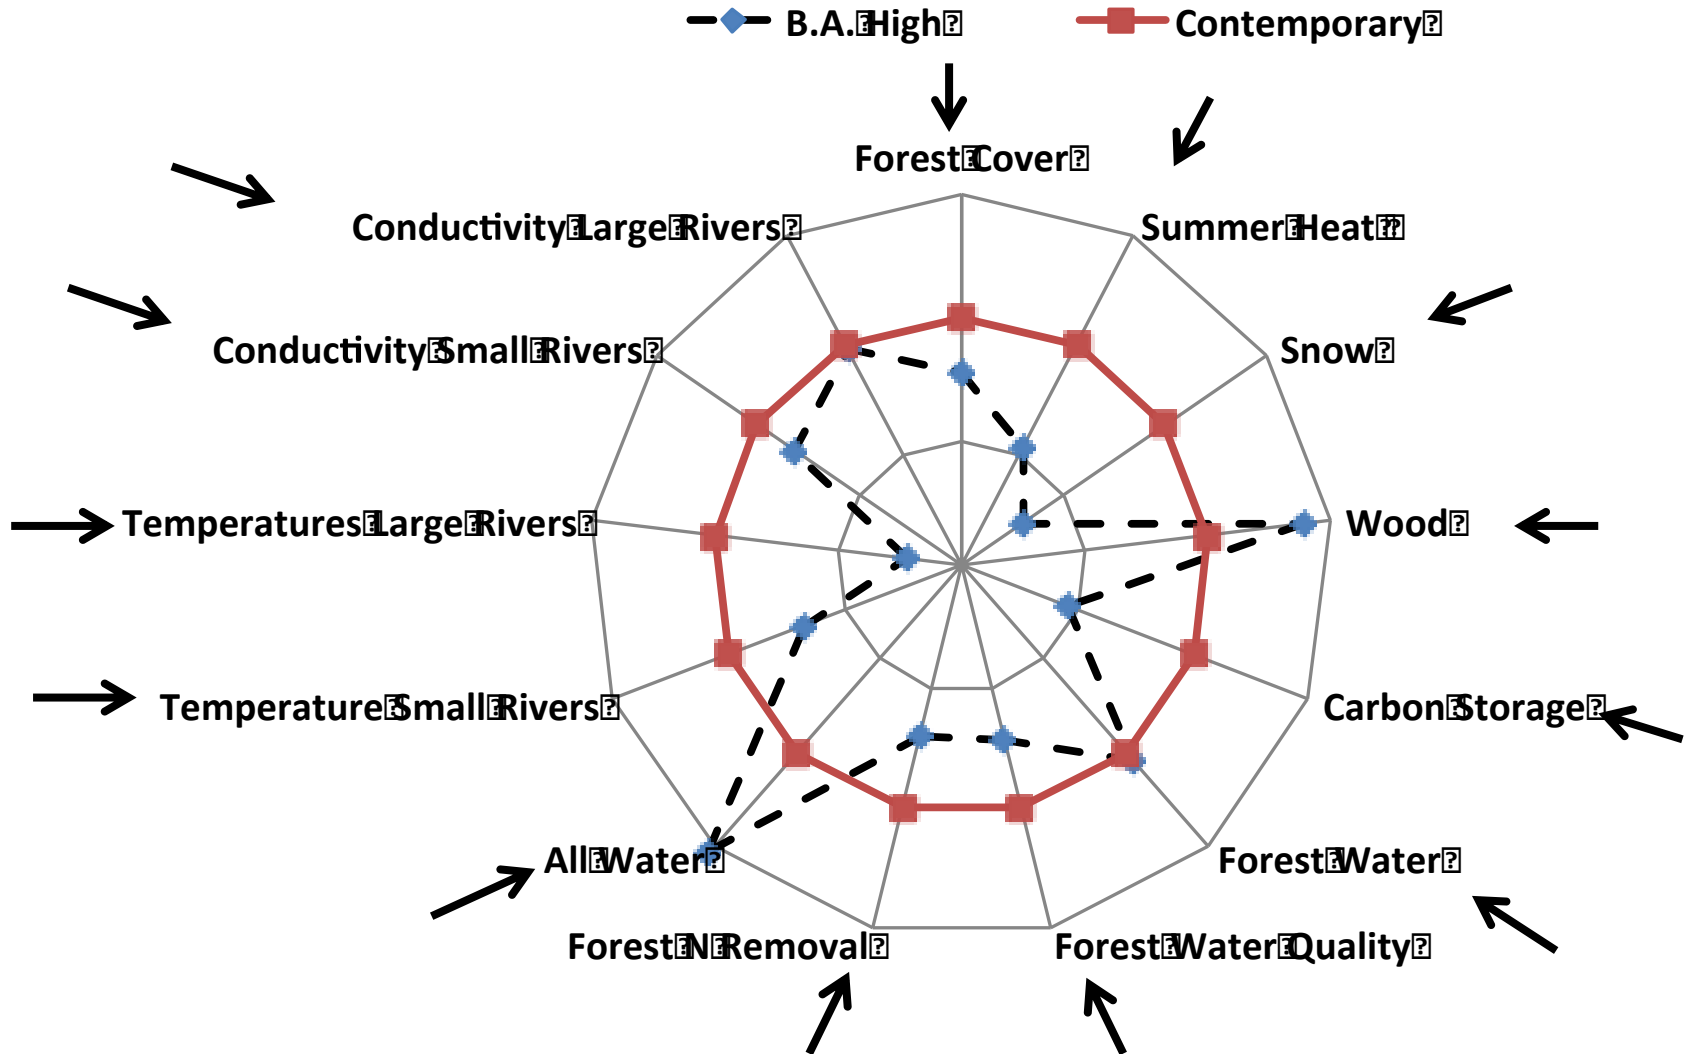 B.A. High
Contemporary
Forest Cover
Summer Heat
Snow
Wood
Carbon Storage
Forest Water
Forest Water Quality
Forest N Removal
All Water
Temperature Small Rivers
Temperatures Large Rivers
Conductivity Small Rivers
Conductivity Large Rivers